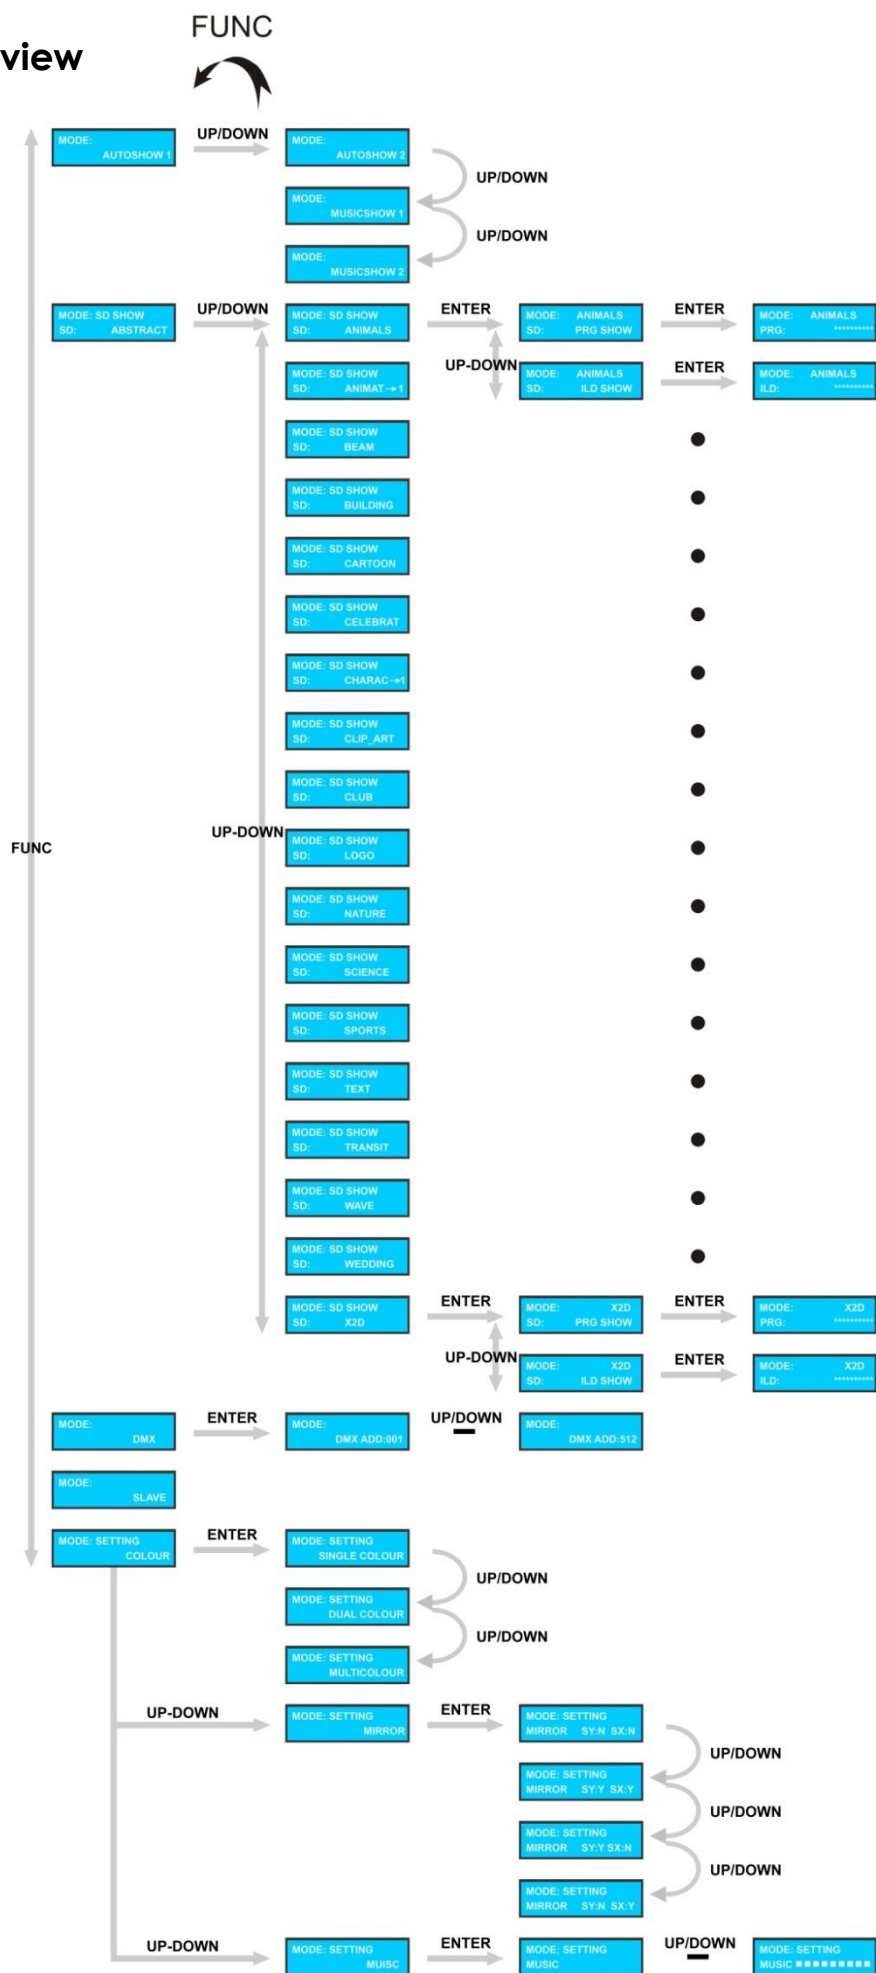 FUNC
view
MODE:
AUTOSHOW 1
UP/DOWN
MODE:
AUTOSHOW 2
UP/DOWN
MODE:
MUSICSHOW 1
UP/DOWN
MODE:
MUSICSHOW 2
MODE: SD SHOW
SD: ABSTRACT
UP/DOWN
MODE: SD SHOW
SD: ANIMALS
ENTER
MODE: ANIMALS
SD: PRG SHOW
ENTER
MODE: ANIMALS
PRG: **********
MODE: SD SHOW
SD: ANIMAT→1
UP-DOWN
MODE: ANIMALS
SD: ILD SHOW
ENTER
MODE: ANIMALS
ILD: **********
MODE: SD SHOW
SD: BEAM
MODE: SD SHOW
SD: BUILDING
MODE: SD SHOW
SD: CARTOON
MODE: SD SHOW
SD: CELEBRAT
MODE: SD SHOW
SD: CHARAC→1
MODE: SD SHOW
SD: CLIP_ART
MODE: SD SHOW
SD: CLUB
FUNC
UP-DOWN
MODE: SD SHOW
SD: LOGO
MODE: SD SHOW
SD: NATURE
MODE: SD SHOW
SD: SCIENCE
MODE: SD SHOW
SD: SPORTS
MODE: SD SHOW
SD: TEXT
MODE: SD SHOW
SD: TRANSIT
MODE: SD SHOW
SD: WAVE
MODE: SD SHOW
SD: WEDDING
MODE: SD SHOW
SD: X2D
ENTER
MODE: X2D
SD: PRG SHOW
ENTER
MODE: X2D
PRG: **********
UP-DOWN
MODE: X2D
SD: ILD SHOW
ENTER
MODE: X2D
ILD: **********
MODE:
DMX
ENTER
MODE:
DMX ADD:001
UP/DOWN
MODE:
DMX ADD:512
MODE:
SLAVE
MODE: SETTING
COLOUR
ENTER
MODE: SETTING
SINGLE COLOUR
UP/DOWN
MODE: SETTING
DUAL COLOUR
UP/DOWN
MODE: SETTING
MULTICOLOUR
UP-DOWN
MODE: SETTING
MIRROR
ENTER
MODE: SETTING
MIRROR SY:N SX:N
UP/DOWN
MODE: SETTING
MIRROR SY:Y SX:Y
UP/DOWN
MODE: SETTING
MIRROR SY:Y SX:N
UP/DOWN
MODE: SETTING
MIRROR SY:N SX:Y
UP-DOWN
MODE: SETTING
MUISC
ENTER
MODE: SETTING
MUSIC
UP/DOWN
MODE: SETTING
MUSIC ■■■■■■■■■